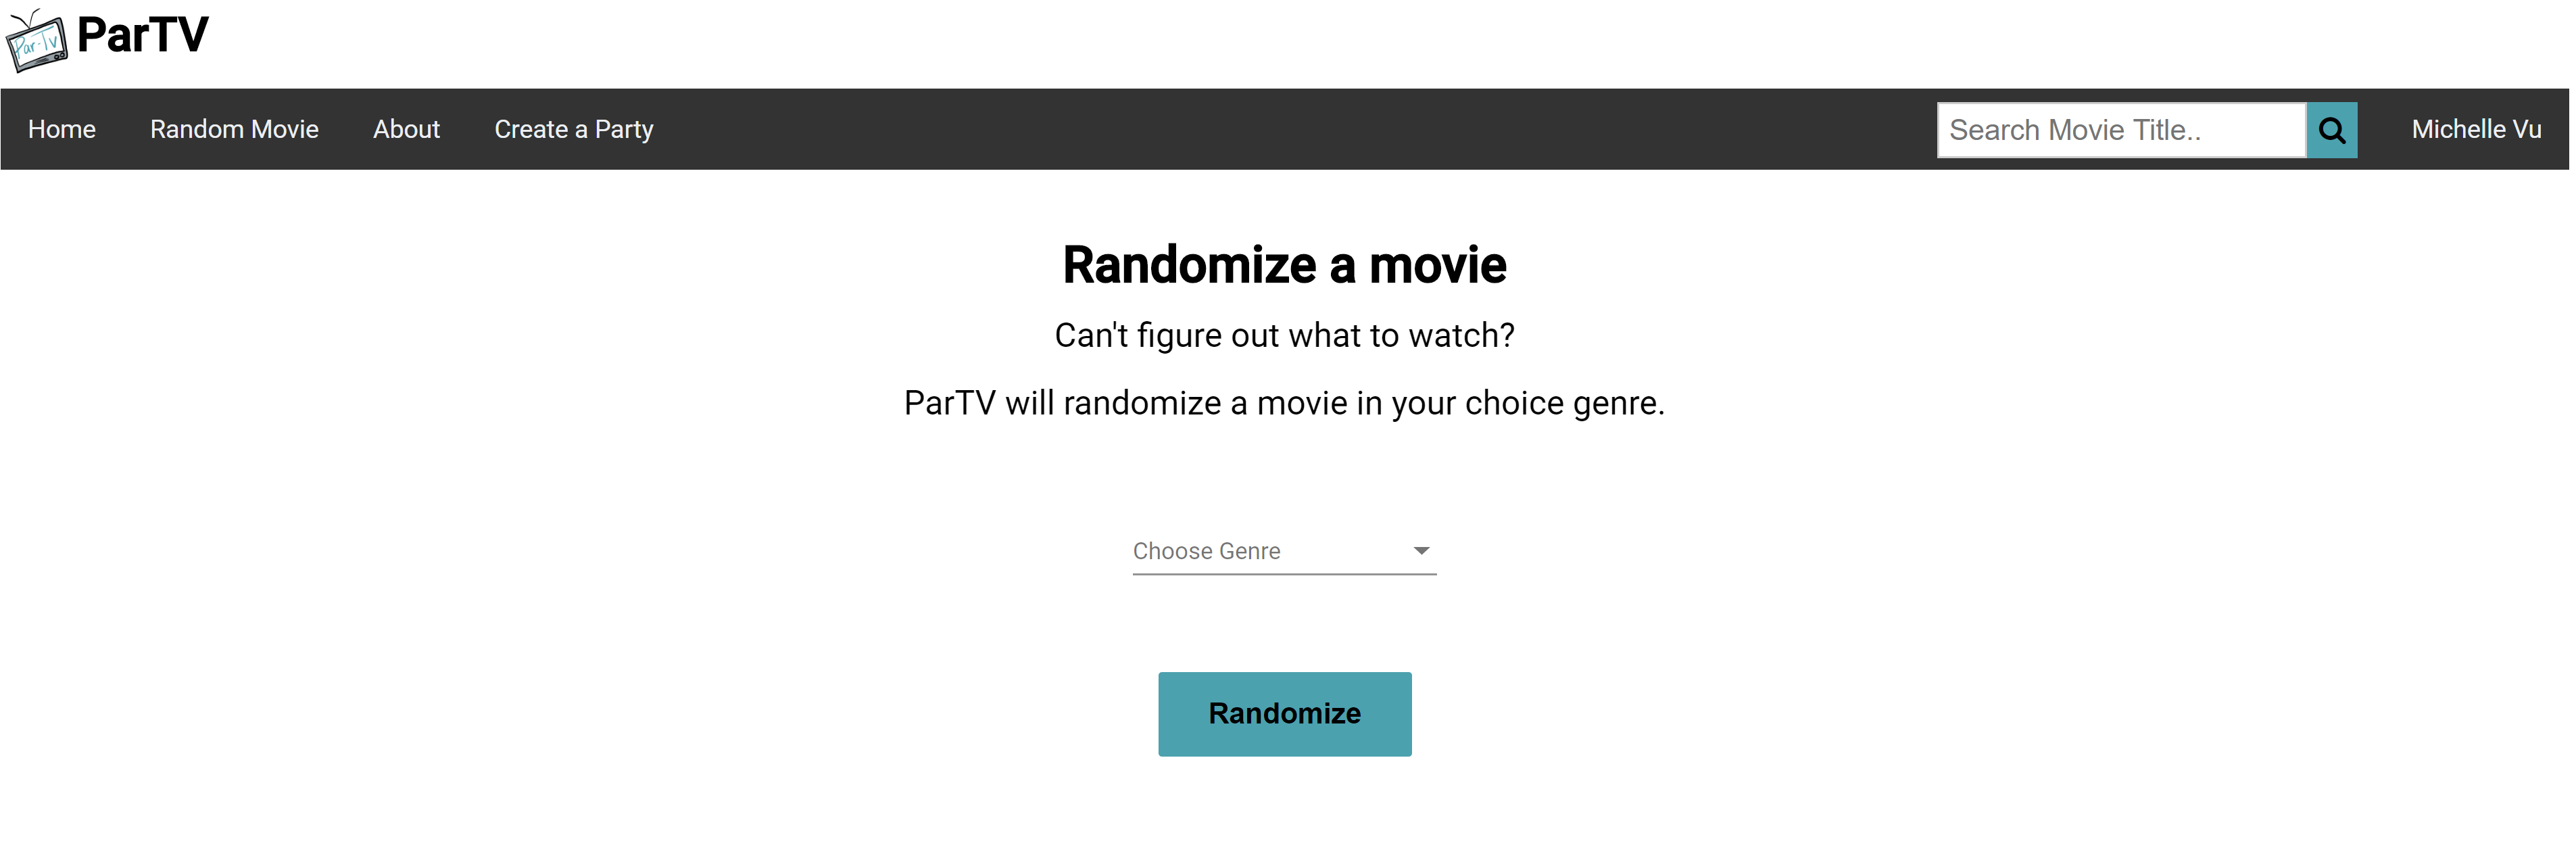 Par-Tv
ParTV
Home Random Movie About Create a Party Search Movie Title.. Michelle Vu
Randomize a movie
Can't figure out what to watch?
ParTV will randomize a movie in your choice genre.
Choose Genre
Randomize